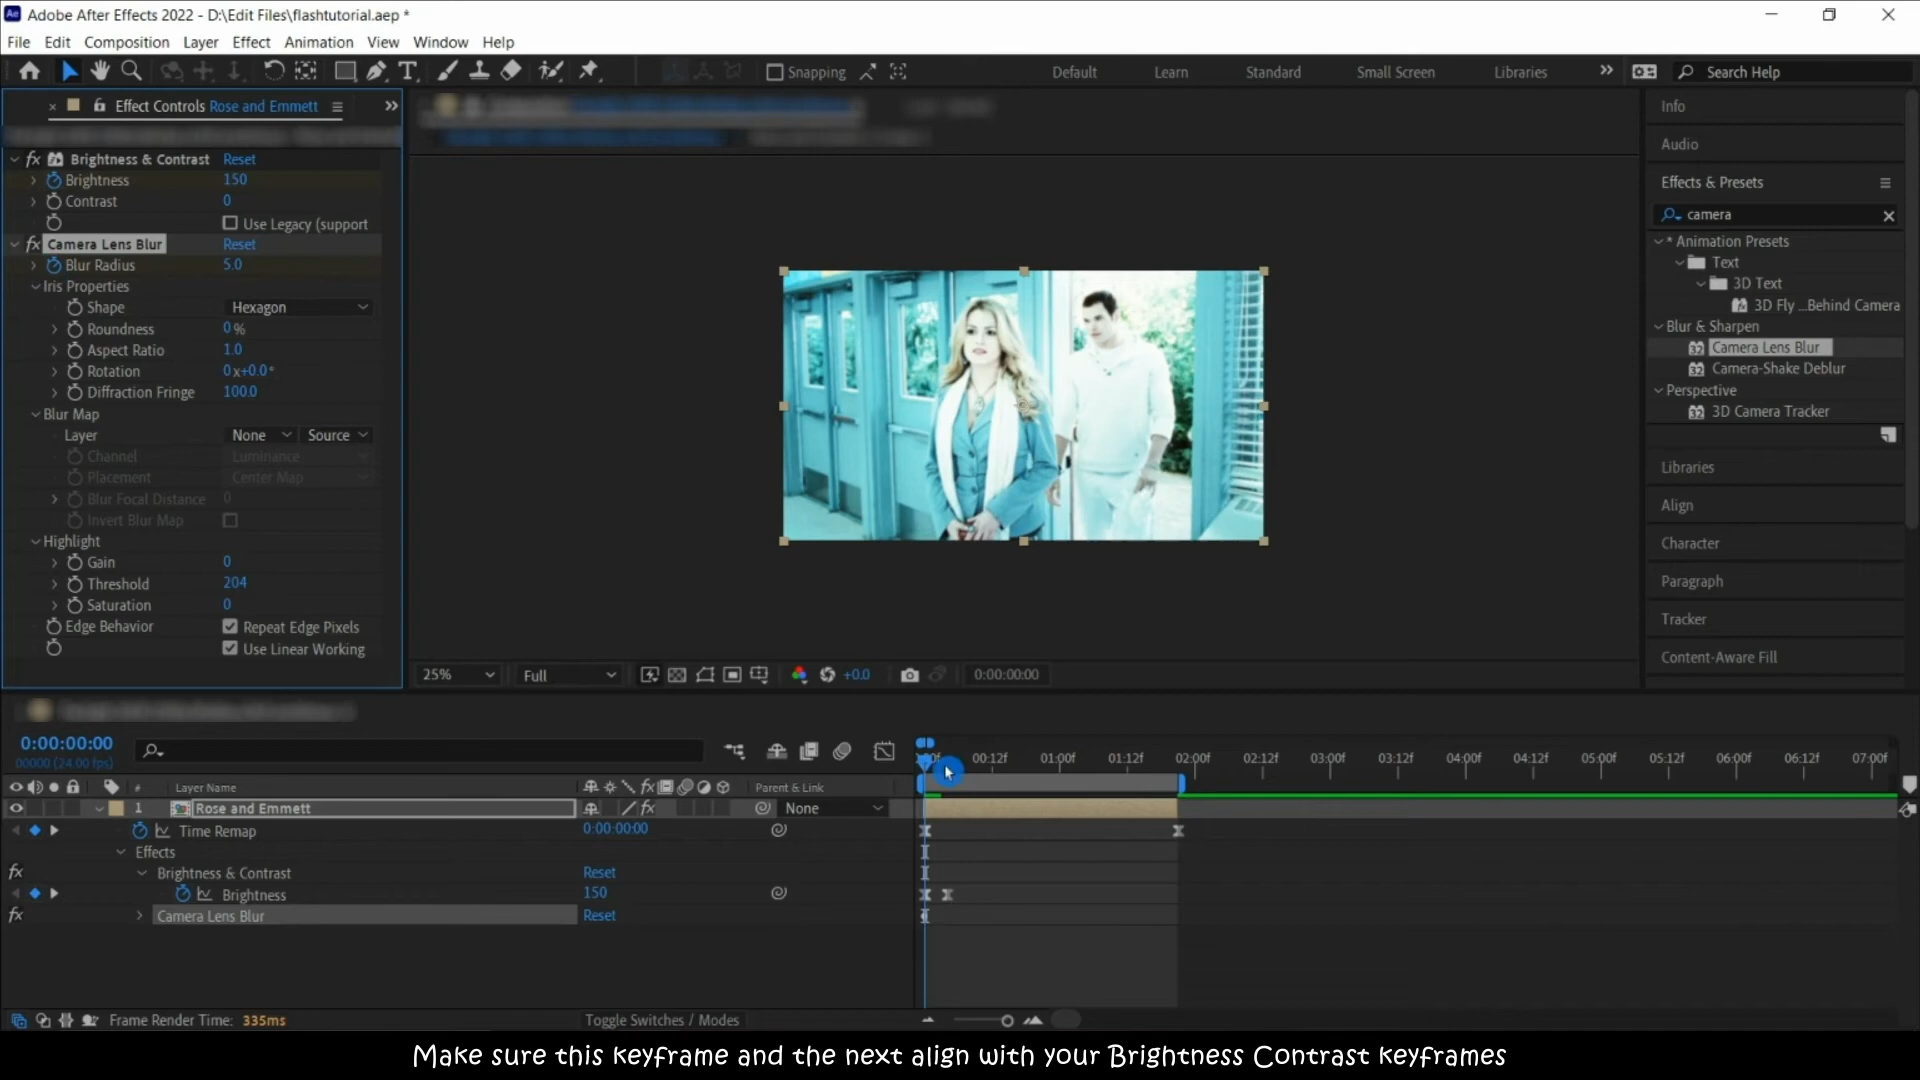 Adobe After Effects 2022 - D:\Edit Files\flashtutorial.aep *
File Edit Composition Layer Effect Animation View Window Help
Snapping Default Learn Standard Small Screen Libraries Search Help
Effect Controls Rose and Emmett
Brightness & Contrast Reset
Brightness 150
Contrast 0
Use Legacy (support
Camera Lens Blur Reset
Blur Radius 5.0
Iris Properties
Shape Hexagon
Roundness 0 %
Aspect Ratio 1.0
Rotation 0x+0.0°
Diffraction Fringe 100.0
Blur Map
Layer None Source
Channel Luminance
Placement Center Map
Blur Focal Distance 0
Invert Blur Map
Highlight
Gain 0
Threshold 204
Saturation 0
Edge Behavior Repeat Edge Pixels
Use Linear Working
25% Full +0.0 0:00:00:00
Info
Audio
Effects & Presets
camera
* Animation Presets
Text
3D Text
3D Fly ...Behind Camera
Blur & Sharpen
Camera Lens Blur
Camera-Shake Deblur
Perspective
3D Camera Tracker
Libraries
Align
Character
Paragraph
Tracker
Content-Aware Fill
0:00:00:00
00000 (24.00 fps)
00:12f 01:00f 01:12f 02:00f 02:12f 03:00f 03:12f 04:00f 04:12f 05:00f 05:12f 06:00f 06:12f 07:00f
# Layer Name Parent & Link
1 Rose and Emmett None
Time Remap 0:00:00:00
Effects
Brightness & Contrast Reset
Brightness 150
Camera Lens Blur Reset
Frame Render Time: 335ms Toggle Switches / Modes
Make sure this keyframe and the next align with your Brightness Contrast keyframes